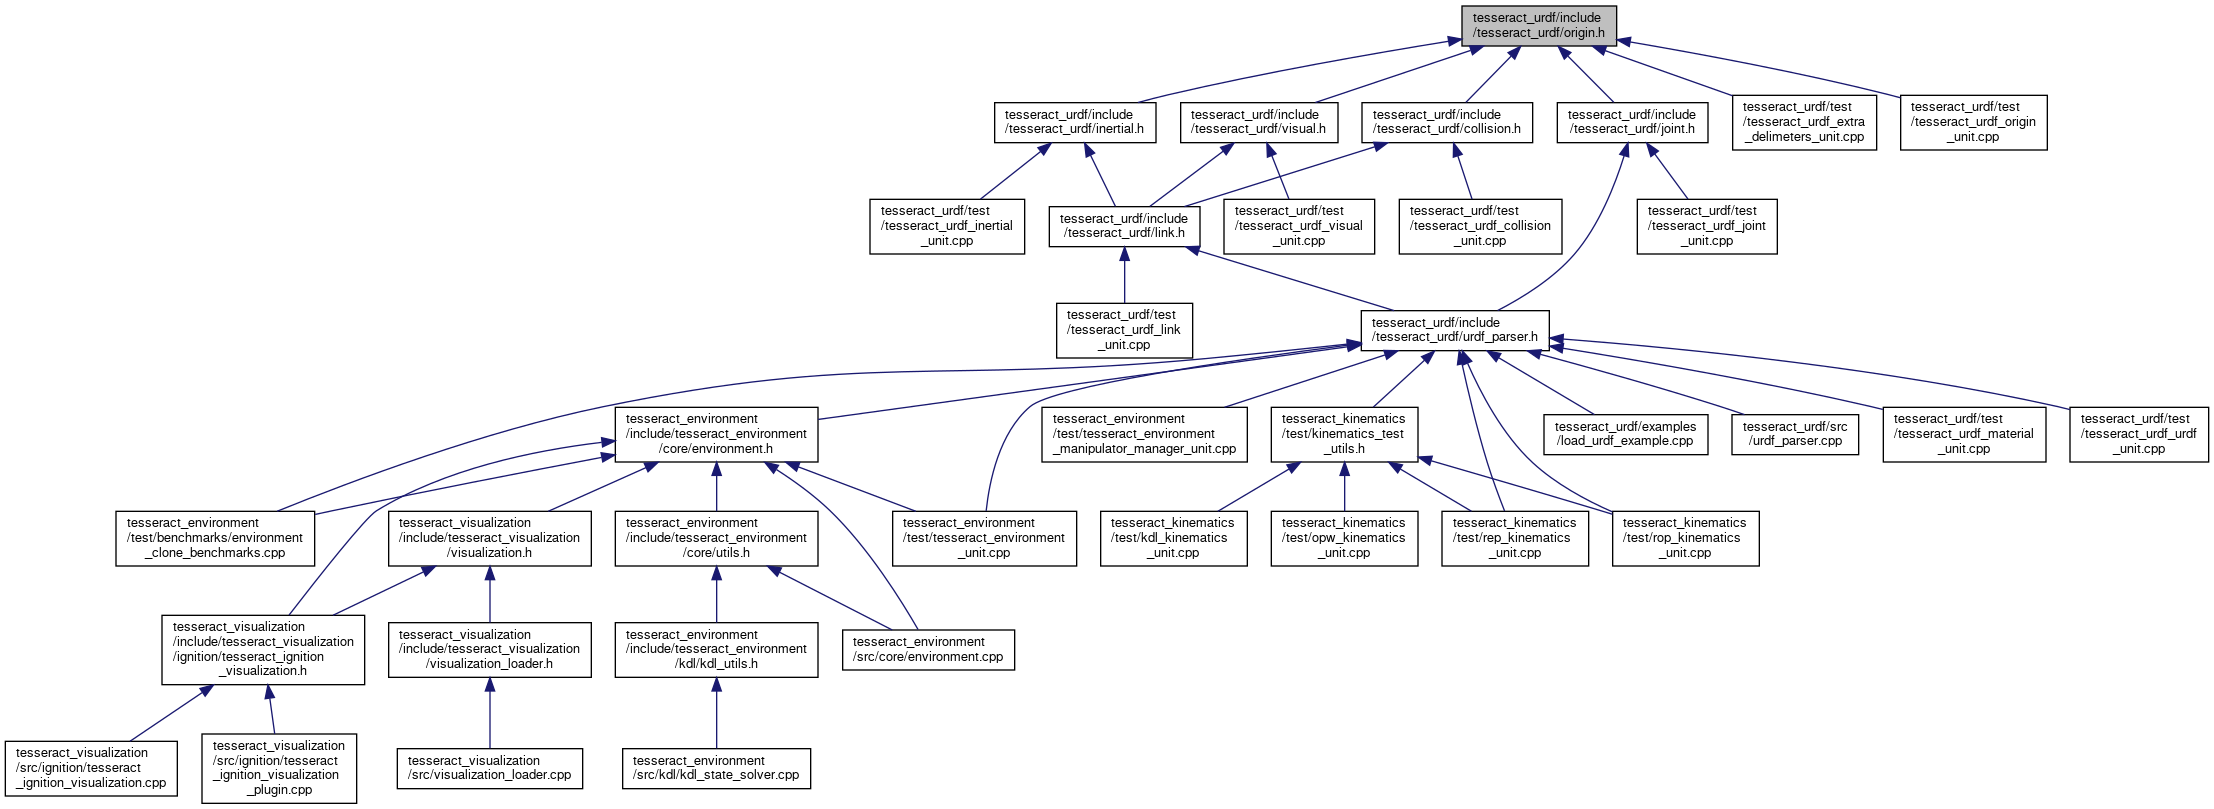 tesseract_urdf/include
/tesseract_urdf/origin.h
tesseract_urdf/include
/tesseract_urdf/inertial.h
tesseract_urdf/include
/tesseract_urdf/visual.h
tesseract_urdf/include
/tesseract_urdf/collision.h
tesseract_urdf/include
/tesseract_urdf/joint.h
tesseract_urdf/test
/tesseract_urdf_extra
_delimeters_unit.cpp
tesseract_urdf/test
/tesseract_urdf_origin
_unit.cpp
tesseract_urdf/test
/tesseract_urdf_inertial
_unit.cpp
tesseract_urdf/include
/tesseract_urdf/link.h
tesseract_urdf/test
/tesseract_urdf_visual
_unit.cpp
tesseract_urdf/test
/tesseract_urdf_collision
_unit.cpp
tesseract_urdf/test
/tesseract_urdf_joint
_unit.cpp
tesseract_urdf/test
/tesseract_urdf_link
_unit.cpp
tesseract_urdf/include
/tesseract_urdf/urdf_parser.h
tesseract_environment
/include/tesseract_environment
/core/environment.h
tesseract_environment
/test/tesseract_environment
_manipulator_manager_unit.cpp
tesseract_kinematics
/test/kinematics_test
_utils.h
tesseract_urdf/examples
/load_urdf_example.cpp
tesseract_urdf/src
/urdf_parser.cpp
tesseract_urdf/test
/tesseract_urdf_material
_unit.cpp
tesseract_urdf/test
/tesseract_urdf_urdf
_unit.cpp
tesseract_environment
/test/benchmarks/environment
_clone_benchmarks.cpp
tesseract_visualization
/include/tesseract_visualization
/visualization.h
tesseract_environment
/include/tesseract_environment
/core/utils.h
tesseract_environment
/test/tesseract_environment
_unit.cpp
tesseract_kinematics
/test/kdl_kinematics
_unit.cpp
tesseract_kinematics
/test/opw_kinematics
_unit.cpp
tesseract_kinematics
/test/rep_kinematics
_unit.cpp
tesseract_kinematics
/test/rop_kinematics
_unit.cpp
tesseract_visualization
/include/tesseract_visualization
/ignition/tesseract_ignition
_visualization.h
tesseract_visualization
/include/tesseract_visualization
/visualization_loader.h
tesseract_environment
/include/tesseract_environment
/kdl/kdl_utils.h
tesseract_environment
/src/core/environment.cpp
tesseract_visualization
/src/ignition/tesseract
_ignition_visualization.cpp
tesseract_visualization
/src/ignition/tesseract
_ignition_visualization
_plugin.cpp
tesseract_visualization
/src/visualization_loader.cpp
tesseract_environment
/src/kdl/kdl_state_solver.cpp